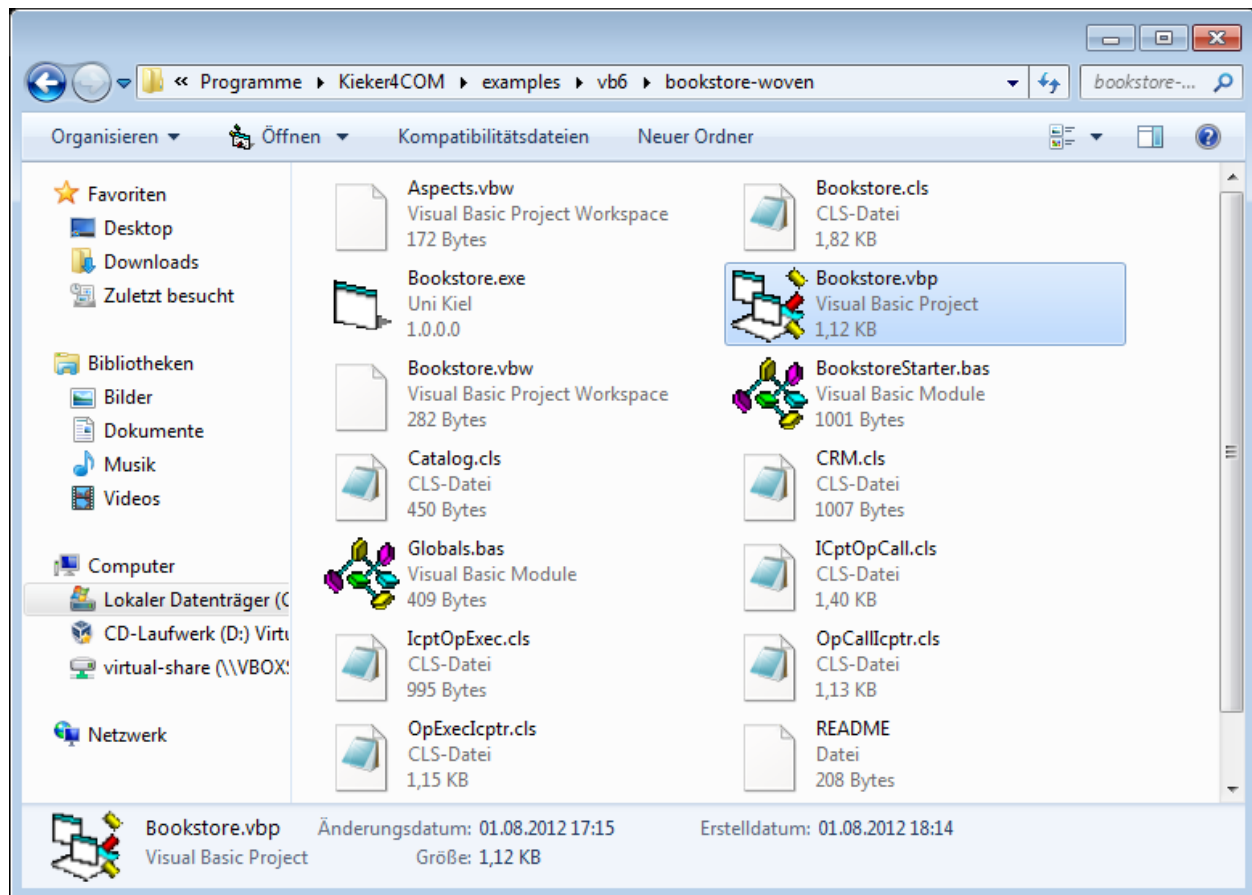 « Programme ▸ Kieker4COM ▸ examples ▸ vb6 ▸ bookstore-woven
bookstore-...
Organisieren Öffnen Kompatibilitätsdateien Neuer Ordner
Favoriten
Desktop
Downloads
Zuletzt besucht
Bibliotheken
Bilder
Dokumente
Musik
Videos
Computer
Lokaler Datenträger (C
CD-Laufwerk (D:) Virtu
virtual-share (\\VBOXS
Netzwerk
Aspects.vbw
Visual Basic Project Workspace
172 Bytes
Bookstore.cls
CLS-Datei
1,82 KB
Bookstore.exe
Uni Kiel
1.0.0.0
Bookstore.vbp
Visual Basic Project
1,12 KB
Bookstore.vbw
Visual Basic Project Workspace
282 Bytes
BookstoreStarter.bas
Visual Basic Module
1001 Bytes
Catalog.cls
CLS-Datei
450 Bytes
CRM.cls
CLS-Datei
1007 Bytes
Globals.bas
Visual Basic Module
409 Bytes
ICptOpCall.cls
CLS-Datei
1,40 KB
IcptOpExec.cls
CLS-Datei
995 Bytes
OpCallIcptr.cls
CLS-Datei
1,13 KB
OpExecIcptr.cls
CLS-Datei
1,15 KB
README
Datei
208 Bytes
Bookstore.vbp Änderungsdatum: 01.08.2012 17:15 Erstelldatum: 01.08.2012 18:14
Visual Basic Project Größe: 1,12 KB